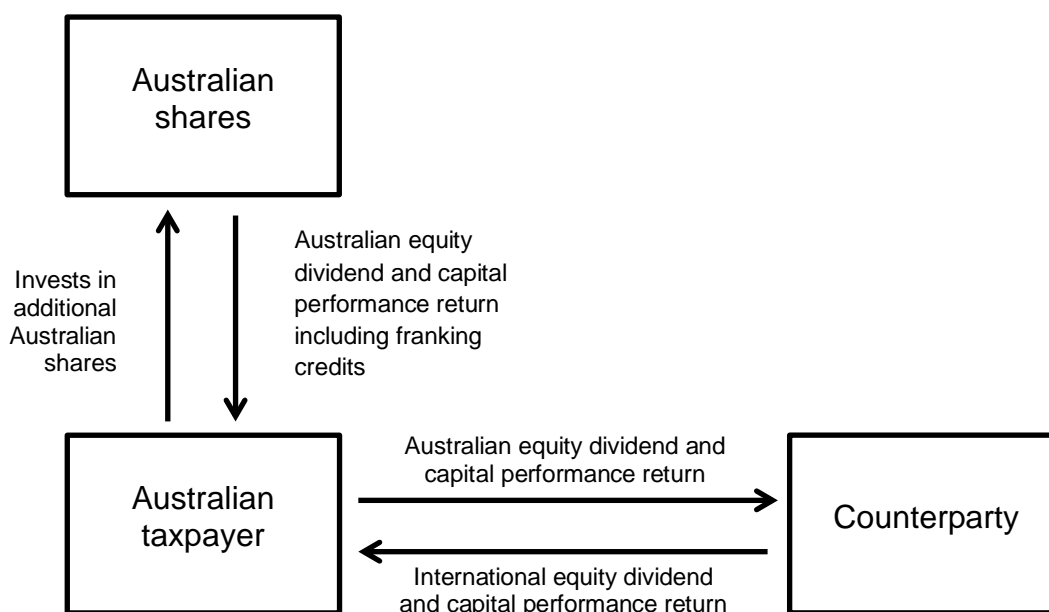 Australian
shares
Invests in
additional
Australian
shares
Australian equity
dividend and capital
performance return
including franking
credits
Australian
taxpayer
Australian equity dividend and
capital performance return
Counterparty
International equity dividend
and capital performance return